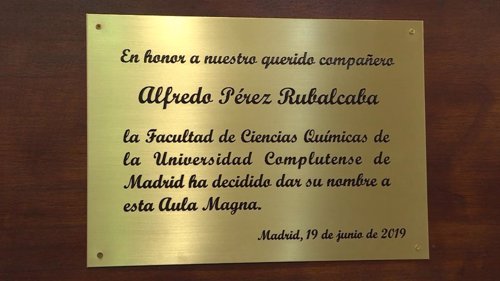 En honor a nuestro querido compañero
Alfredo Pérez Rubalcaba
la Facultad de Ciencias Químicas de
la Universidad Complutense de
Madrid ha decidido dar su nombre a
esta Aula Magna.
Madrid, 19 de junio de 2019